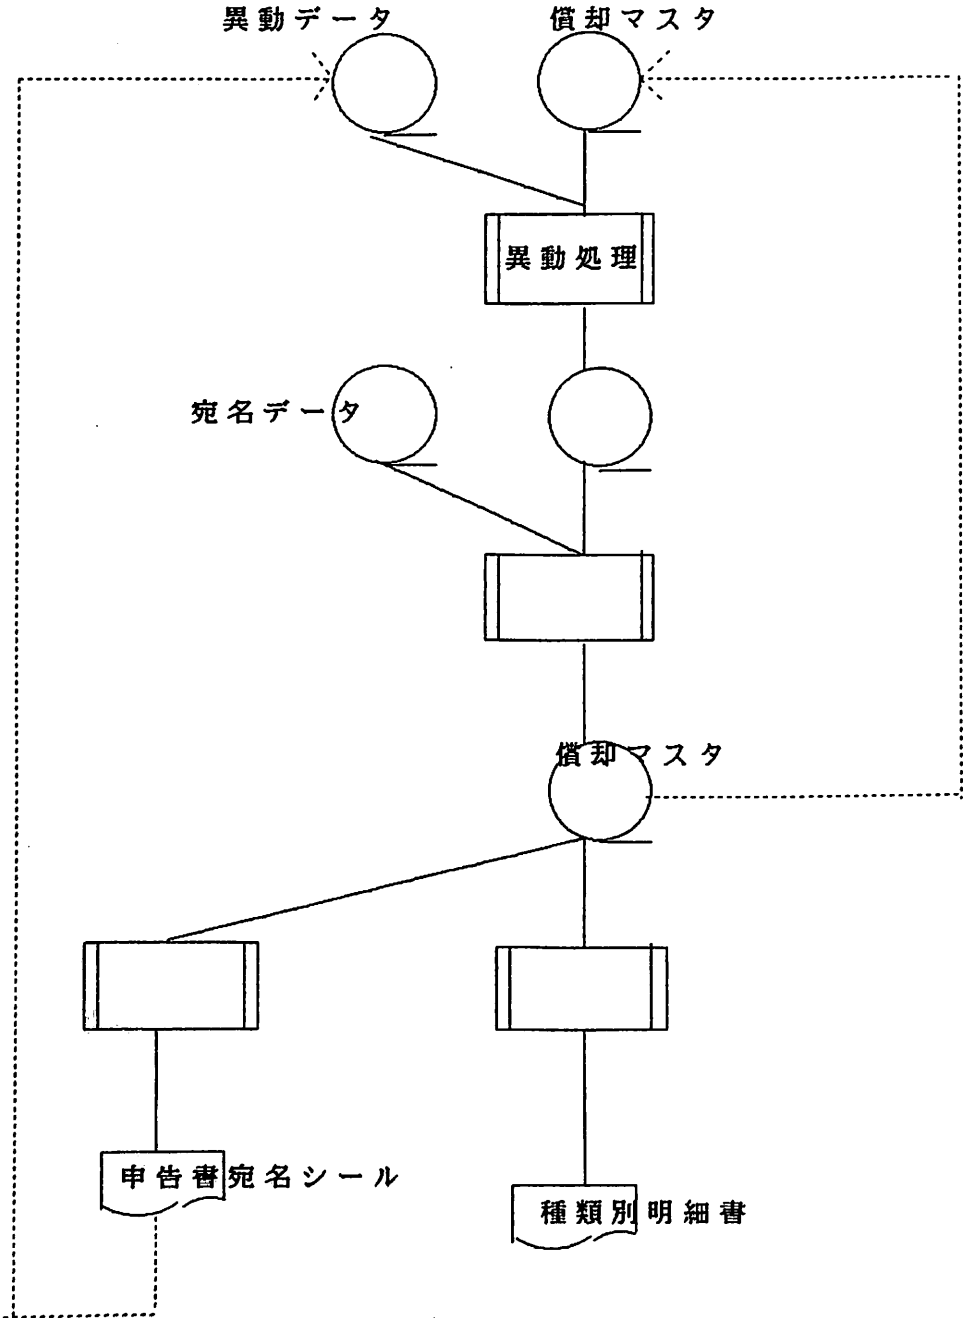 異動データ
償却マスタ
異動処理
宛名データ
償却マスタ
申告書宛名シール
種類別明細書